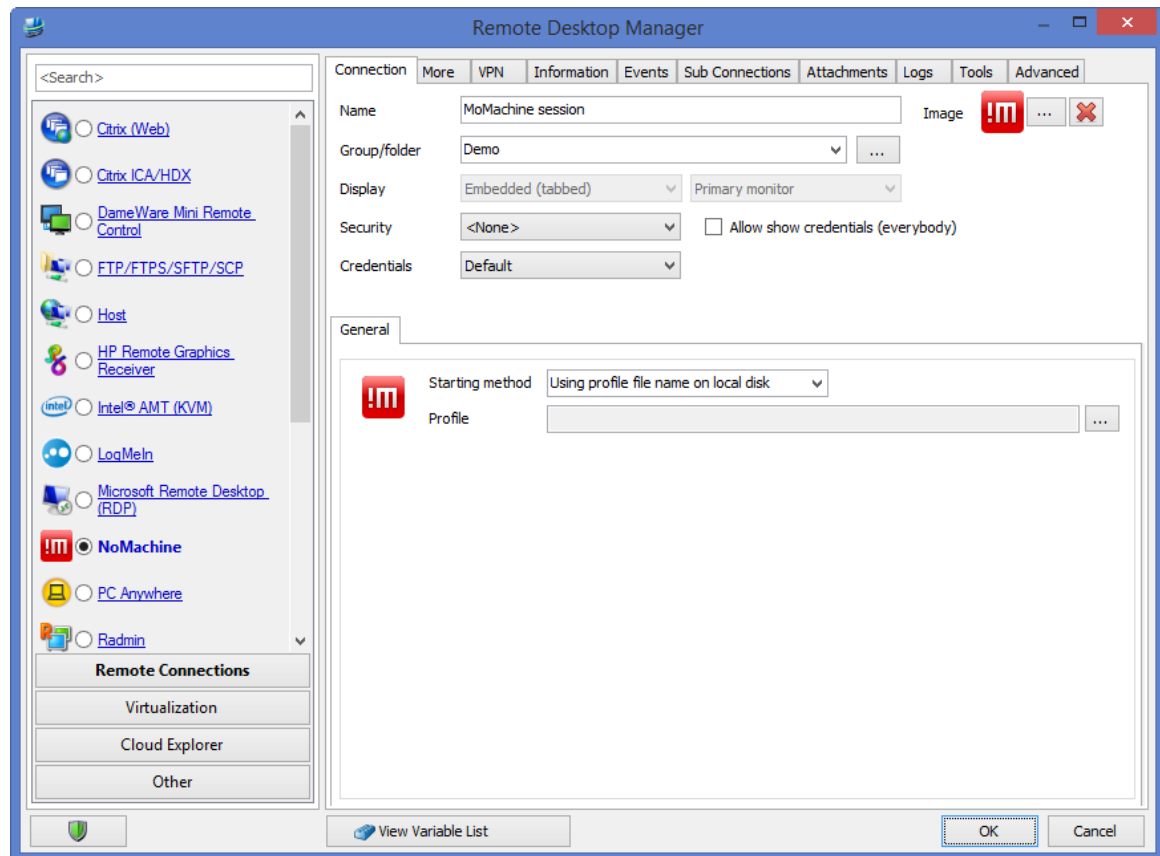 Remote Desktop Manager
<Search>
Citrix (Web)
Citrix ICA/HDX
DameWare Mini Remote
Control
FTP/FTPS/SFTP/SCP
Host
HP Remote Graphics
Receiver
intel
Intel® AMT (KVM)
LogMeIn
Microsoft Remote Desktop
(RDP)
!m
NoMachine
PC Anywhere
Radmin
Remote Connections
Virtualization
Cloud Explorer
Other
Connection More VPN Information Events Sub Connections Attachments Logs Tools Advanced
Name MoMachine session Image !m ...
Group/folder Demo ...
Display Embedded (tabbed) Primary monitor
Security <None> Allow show credentials (everybody)
Credentials Default
General
!m
Starting method Using profile file name on local disk
Profile ...
View Variable List OK Cancel